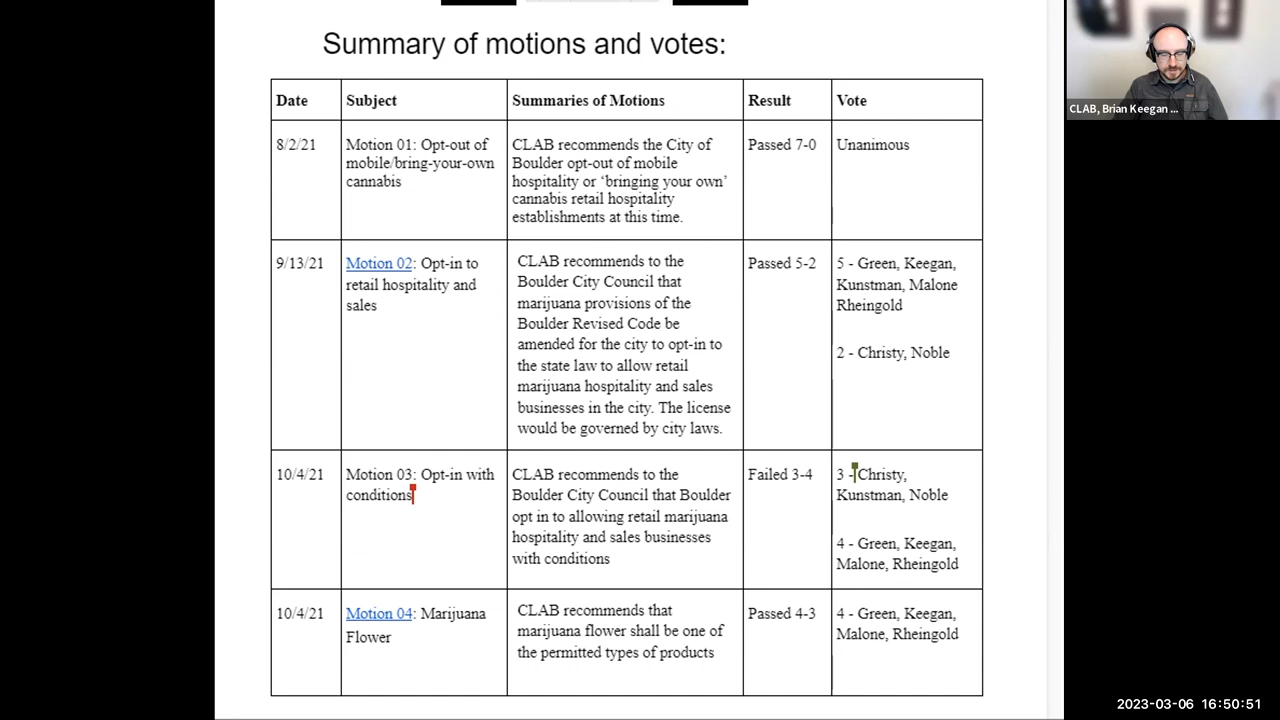 Summary of motions and votes:
Date
Subject
Summaries of Motions
Result
Vote
8/2/21
Motion 01: Opt-out of
mobile/bring-your-own
cannabis
CLAB recommends the City of
Boulder opt-out of mobile
hospitality or ‘bringing your own’
cannabis retail hospitality
establishments at this time.
Passed 7-0
Unanimous
9/13/21
Motion 02: Opt-in to
retail hospitality and
sales
CLAB recommends to the
Boulder City Council that
marijuana provisions of the
Boulder Revised Code be
amended for the city to opt-in to
the state law to allow retail
marijuana hospitality and sales
businesses in the city. The license
would be governed by city laws.
Passed 5-2
5 - Green, Keegan,
Kunstman, Malone
Rheingold
2 - Christy, Noble
10/4/21
Motion 03: Opt-in with
conditions
CLAB recommends to the
Boulder City Council that Boulder
opt in to allowing retail marijuana
hospitality and sales businesses
with conditions
Failed 3-4
3 - Christy,
Kunstman, Noble
4 - Green, Keegan,
Malone, Rheingold
10/4/21
Motion 04: Marijuana
Flower
CLAB recommends that
marijuana flower shall be one of
the permitted types of products
Passed 4-3
4 - Green, Keegan,
Malone, Rheingold
CLAB, Brian Keegan ...
2023-03-06 16:50:51